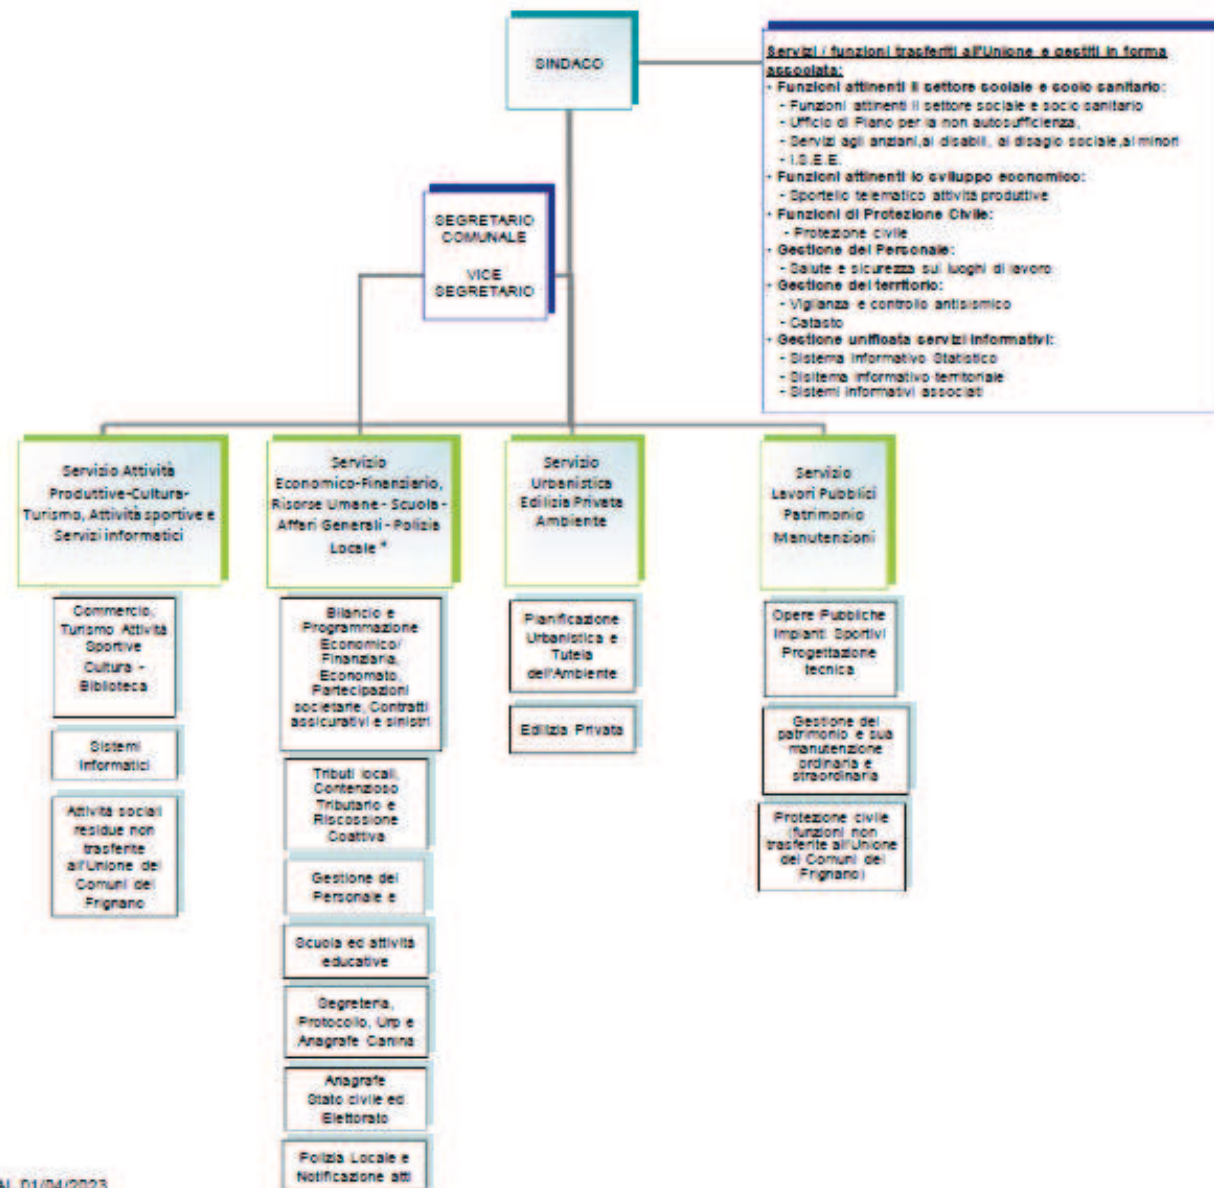 SINDACO
Servizi / funzioni trasferiti all'Unione e gestiti in forma
associata:
- Funzioni attinenti il settore sociale e socio sanitario:
- Funzioni attinenti il settore sociale e socio sanitario
- Ufficio di Piano per la non autosufficienza,
- Servizi agli anziani,ai disabili, al disagio sociale,ai minori
- I.S.E.E.
- Funzioni attinenti lo sviluppo economico:
- Sportello telematico attività produttive
- Funzioni di Protezione Civile:
- Protezione civile
- Gestione del Personale:
- Salute e sicurezza sui luoghi di lavoro
- Gestione del territorio:
- Vigilanza e controllo antisismico
- Catasto
- Gestione unificata servizi informativi:
- Sistema Informativo Statistico
- Sisitema informativo territoriale
- Sistemi informativi associati
SEGRETARIO
COMUNALE
VICE
SEGRETARIO
Servizio Attività
Produttive-Cultura-
Turismo, Attività sportive e
Servizi informatici
Commercio,
Turismo Attività
Sportive
Cultura -
Biblioteca
Sistemi
Informatici
Attività sociali
residue non
trasferite
all'Unione dei
Comuni del
Frignano
Servizio
Economico-Finanziario,
Risorse Umane - Scuola -
Affari Generali - Polizia
Locale *
Bilancio e
Programmazione
Economico/
Finanziaria,
Economato,
Partecipazioni
societarie, Contratti
assicurativi e sinistri
Tributi locali,
Contenzioso
Tributario e
Riscossione
Coattiva
Gestione del
Personale e
Scuola ed attività
educative
Segreteria,
Protocollo, Urp e
Anagrafe Canina
Anagrafe
Stato civile ed
Elettorato
Polizia Locale e
Notificazione atti
Servizio
Urbanistica
Edilizia Privata
Ambiente
Pianificazione
Urbanistica e
Tutela
dell'Ambiente
Edilizia Privata
Servizio
Lavori Pubblici
Patrimonio
Manutenzioni
Opere Pubbliche
Impianti Sportivi
Progettazione
tecnica
Gestione del
patrimonio e sua
manutenzione
ordinaria e
straordinaria
Protezione civile
(funzioni non
trasferite all'Unione
dei Comuni del
Frignano)
AL 01/04/2023